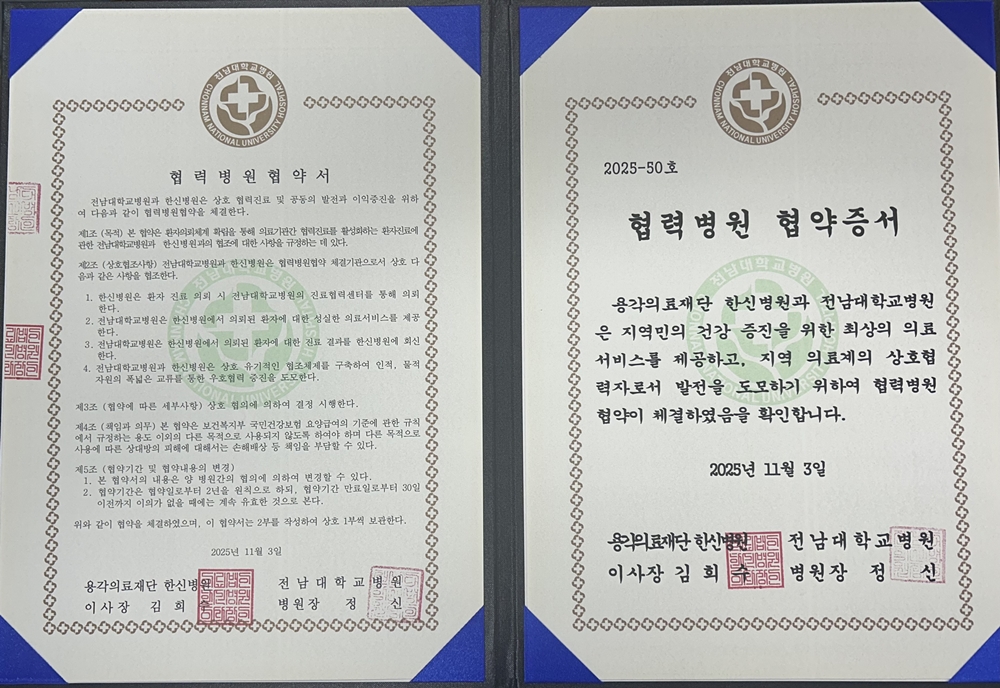 전남대학교병원
CHONNAM NATIONAL UNIVERSITY HOSPITAL
협력병원협약서
전남대학교병원과 한신병원은 상호 협력진료 및 공동의 발전과 이익증진을 위하
여 다음과 같이 협력병원협약을 체결한다.
제1조 (목적) 본 협약은 환자의뢰체계 확립을 통해 의료기관간 협력진료를 활성화하는 환자진료에
관한 전남대학교병원과 한신병원과의 협조에 대한 사항을 규정하는 데 있다.
제2조 (상호협조사항) 전남대학교병원과 한신병원은 협력병원협약 체결기관으로서 상호 다
음과 같은 사항을 협조한다.
1. 한신병원은 환자 진료 의뢰 시 전남대학교병원의 진료협력센터를 통해 의뢰
한다.
2. 전남대학교병원은 한신병원에서 의뢰된 환자에 대한 성실한 의료서비스를 제공
한다.
3. 전남대학교병원은 한신병원에서 의뢰된 환자에 대한 진료 결과를 한신병원에 회신
한다.
4. 전남대학교병원과 한신병원은 상호 유기적인 협조체계를 구축하여 인적, 물적
자원의 폭넓은 교류를 통한 우호협력 증진을 도모한다.
제3조 (협약에 따른 세부사항) 상호 협의에 의하여 결정 시행한다.
제4조 (책임과 의무) 본 협약은 보건복지부 국민건강보험 요양급여의 기준에 관한 규칙
에서 규정하는 용도 이외의 다른 목적으로 사용되지 않도록 하여야 하며 다른 목적으로
사용에 따른 상대방의 피해에 대해서는 손해배상 등 책임을 부담할 수 있다.
제5조 (협약기간 및 협약내용의 변경)
1. 본 협약서의 내용은 양 병원간의 협의에 의하여 변경할 수 있다.
2. 협약기간은 협약일로부터 2년을 원칙으로 하되, 협약기간 만료일로부터 30일
이전까지 이의가 없을 때에는 계속 유효한 것으로 본다.
위와 같이 협약을 체결하였으며, 이 협약서는 2부를 작성하여 상호 1부씩 보관한다.
2025년 11월 3일
용각의료재단 한신병원 전남대학교병원
이사장 김희수 병원장 정 신
전남대학교병원
전남대학교병원
CHONNAM NATIONAL UNIVERSITY HOSPITAL
2025-50호
협력병원 협약증서
용각의료재단 한신병원과 전남대학교병원
은 지역민의 건강 증진을 위한 최상의 의료
서비스를 제공하고, 지역 의료계의 상호협
력자로서 발전을 도모하기 위하여 협력병원
협약이 체결하였음을 확인합니다.
2025년 11월 3일
용각의료재단 한신병원 전남대학교병원
이사장 김희수 병원장 정 신
전남대학교병원